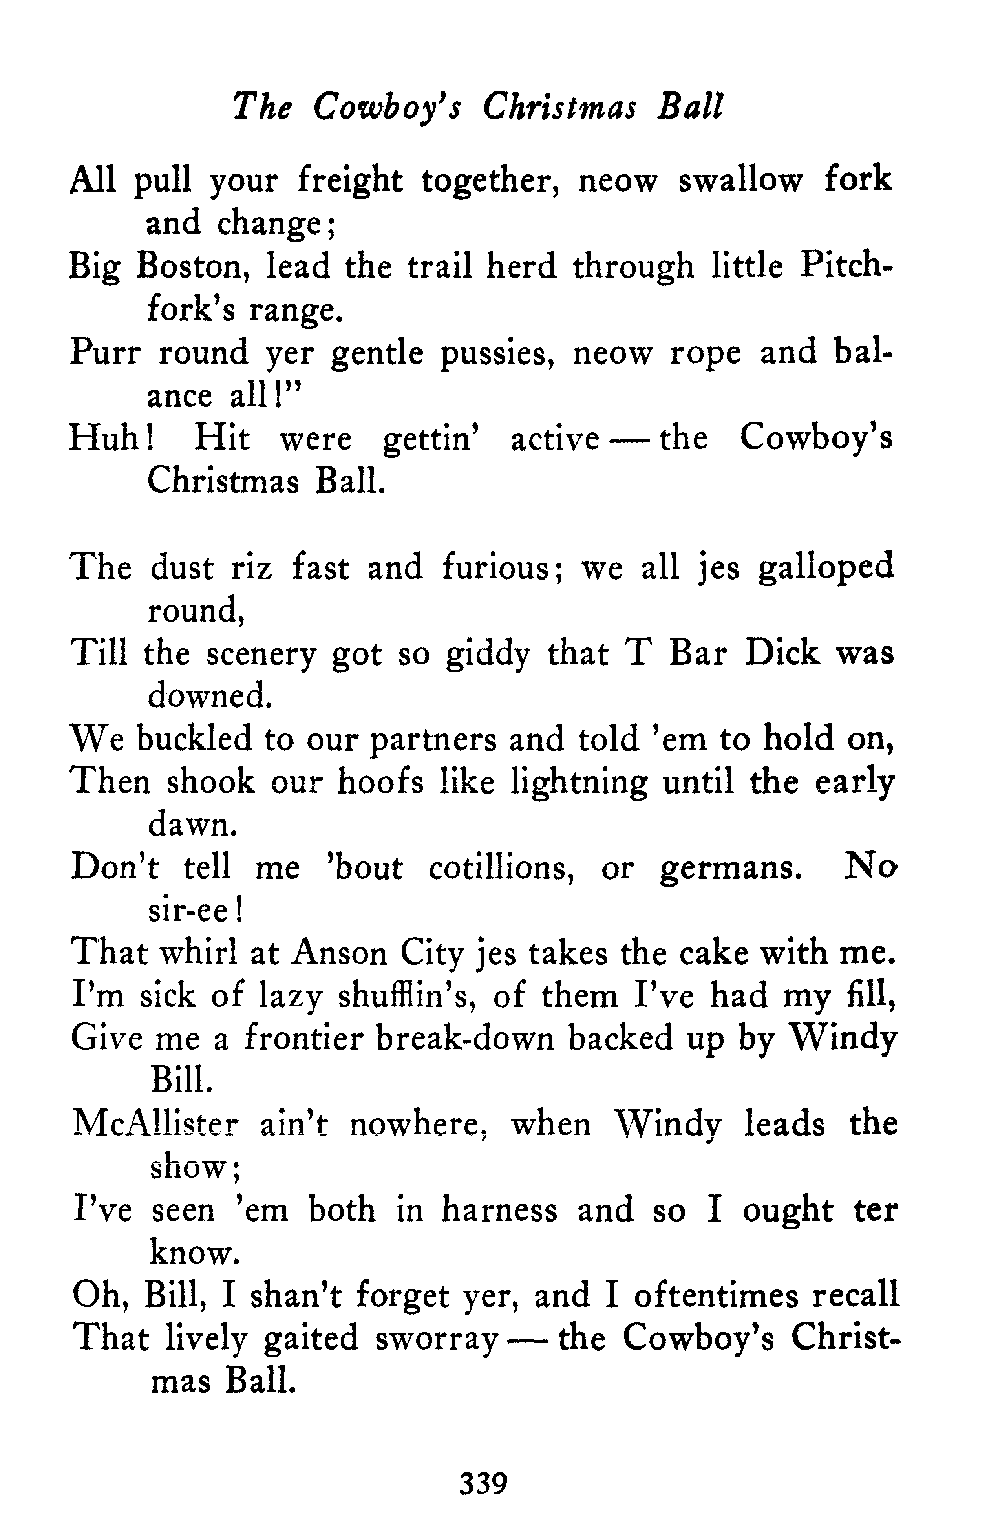 The Cowboy's Christmas Ball
All pull your freight together, neow swallow fork
and change;
Big Boston, lead the trail herd through little Pitch-
fork's range.
Purr round yer gentle pussies, neow rope and bal-
ance all!"
Huh! Hit were gettin' active — the Cowboy's
Christmas Ball.
The dust riz fast and furious; we all jes galloped
round,
Till the scenery got so giddy that T Bar Dick was
downed.
We buckled to our partners and told 'em to hold on,
Then shook our hoofs like lightning until the early
dawn.
Don't tell me 'bout cotillions, or germans. No
sir-ee!
That whirl at Anson City jes takes the cake with me.
I'm sick of lazy shufflin's, of them I've had my fill,
Give me a frontier break-down backed up by Windy
Bill.
McAllister ain't nowhere, when Windy leads the
show;
I've seen 'em both in harness and so I ought ter
know.
Oh, Bill, I shan't forget yer, and I oftentimes recall
That lively gaited sworray — the Cowboy's Christ-
mas Ball.
339